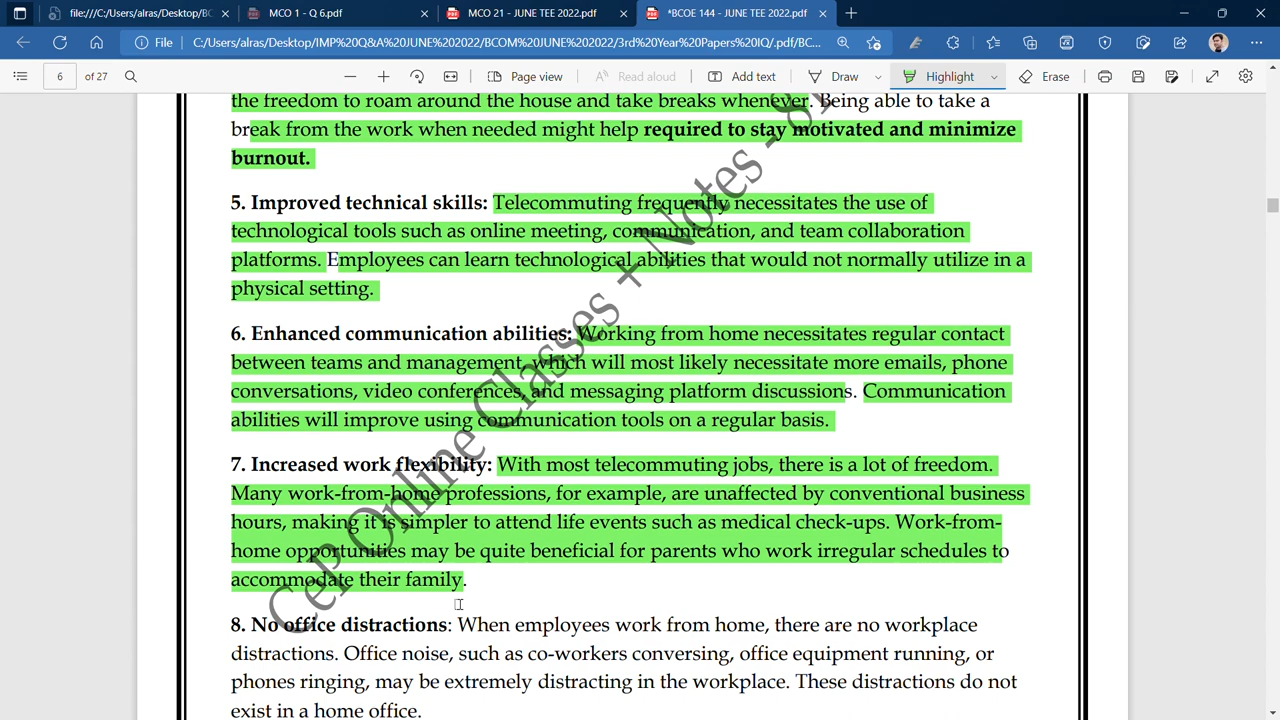 file:///C:/Users/alras/Desktop/BC
MCO 1 - Q 6.pdf
MCO 21 - JUNE TEE 2022.pdf
*BCOE 144 - JUNE TEE 2022.pdf
File
C:/Users/alras/Desktop/IMP%20Q&A%20JUNE%202022/BCOM%20JUNE%202022/3rd%20Year%20Papers%20IQ/.pdf/BC...
6 of 27
Page view
Read aloud
Add text
Draw
Highlight
Erase
the freedom to roam around the house and take breaks whenever. Being able to take a
break from the work when needed might help required to stay motivated and minimize
burnout.
5. Improved technical skills: Telecommuting frequently necessitates the use of
technological tools such as online meeting, communication, and team collaboration
platforms. Employees can learn technological abilities that would not normally utilize in a
physical setting.
6. Enhanced communication abilities: Working from home necessitates regular contact
between teams and management, which will most likely necessitate more emails, phone
conversations, video conferences, and messaging platform discussions. Communication
abilities will improve using communication tools on a regular basis.
7. Increased work flexibility: With most telecommuting jobs, there is a lot of freedom.
Many work-from-home professions, for example, are unaffected by conventional business
hours, making it is simpler to attend life events such as medical check-ups. Work-from-
home opportunities may be quite beneficial for parents who work irregular schedules to
accommodate their family.
8. No office distractions: When employees work from home, there are no workplace
distractions. Office noise, such as co-workers conversing, office equipment running, or
phones ringing, may be extremely distracting in the workplace. These distractions do not
exist in a home office.
CeP Online Classes + Notes - 8